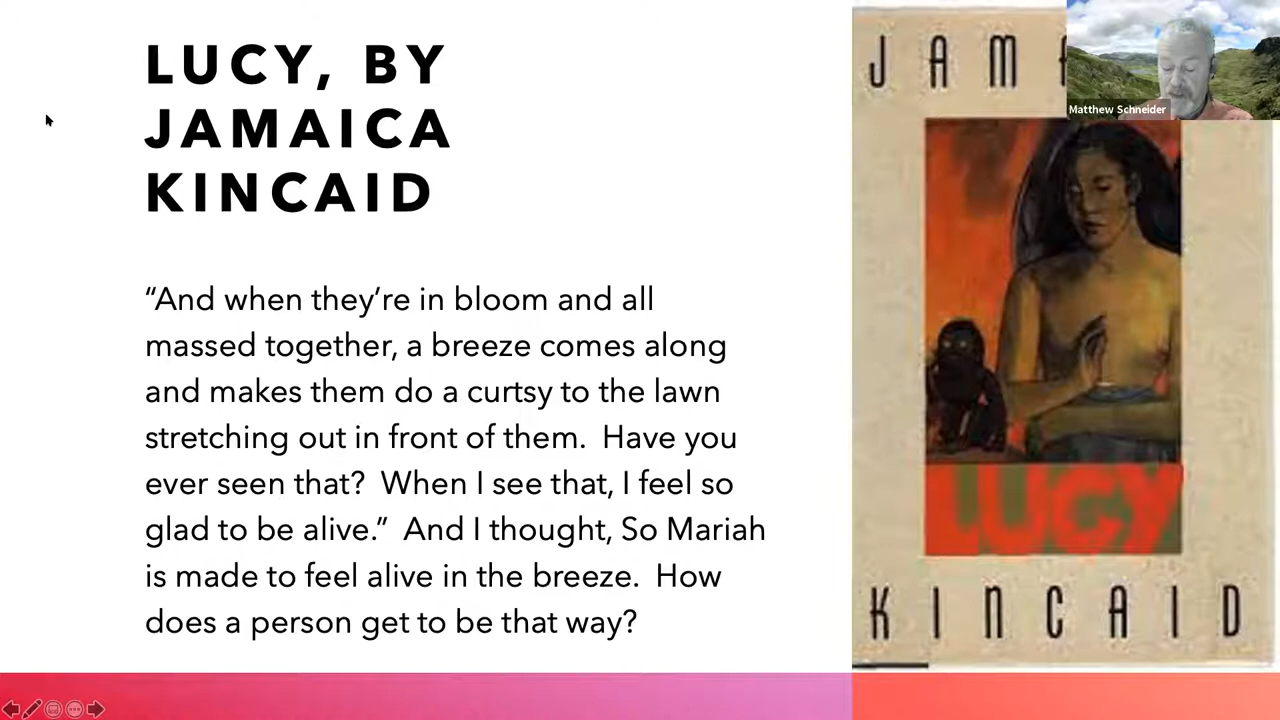 LUCY, BY
JAMAICA
KINCAID
“And when they’re in bloom and all
massed together, a breeze comes along
and makes them do a curtsy to the lawn
stretching out in front of them.  Have you
ever seen that?  When I see that, I feel so
glad to be alive.”  And I thought, So Mariah
is made to feel alive in the breeze.  How
does a person get to be that way?
JAMA
Matthew Schneider
LUCY
KINCAID